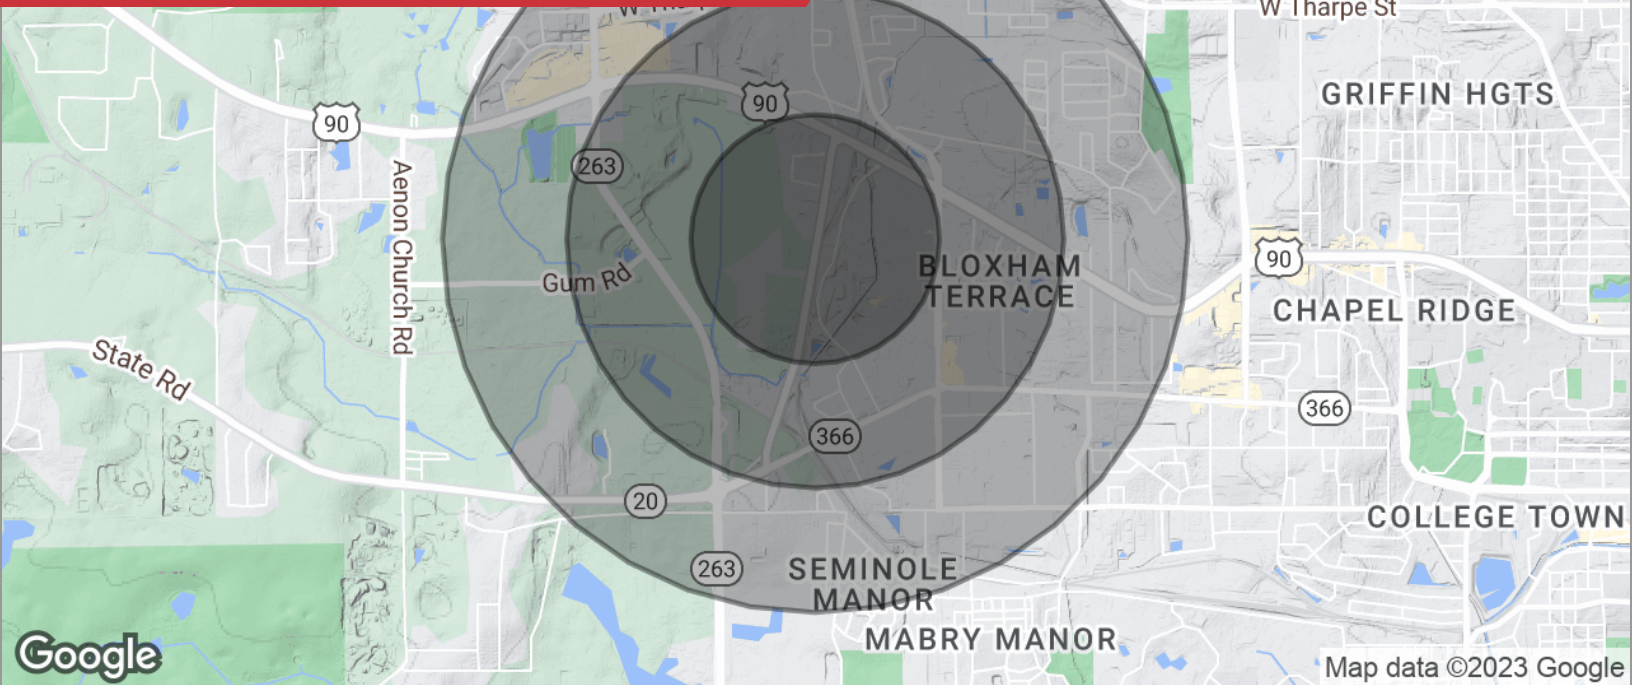 W Tharpe St
GRIFFIN HGTS
90
90
263
Aenon Church Rd
Gum Rd
BLOXHAM
TERRACE
90
CHAPEL RIDGE
State Rd
366
366
20
COLLEGE TOWN
263
SEMINOLE
MANOR
MABRY MANOR
Google
Map data ©2023 Google